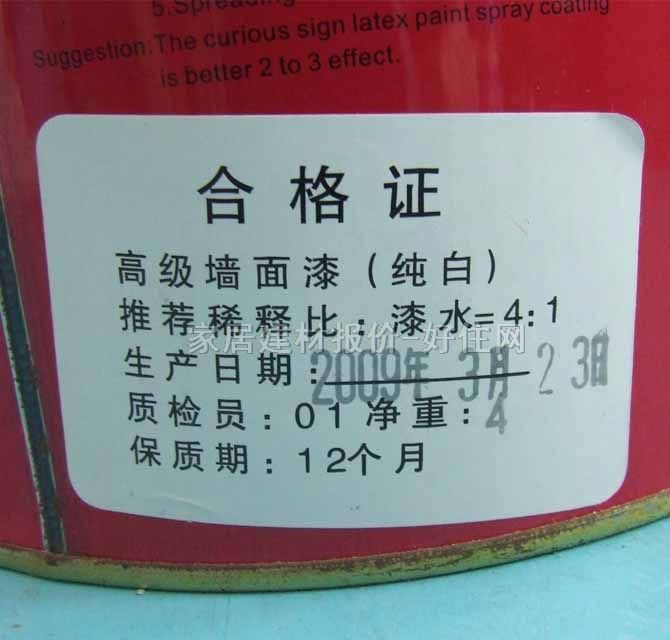 5.Spreading
Suggestion:The curious sign latex paint spray coating
is better 2 to 3 effect.
合格证
高级墙面漆(纯白)
推荐稀释比:漆水=4:1
家居建材报价-好住网
生产日期:2009年 3月 23日
质检员:01 净重:4
保质期:12个月